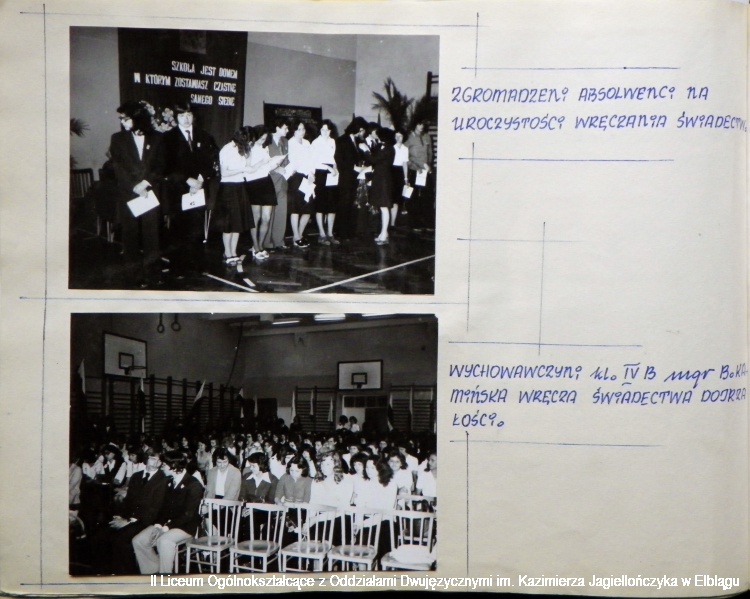 SZKOŁA JEST DOMEM
W KTÓRYM ZOSTAWIASZ CZĄSTKĘ
SAMEGO SIEBIE
ZGROMADZENI ABSOLWENCI NA
UROCZYSTOŚCI WRĘCZANIA ŚWIADECTW.
WYCHOWAWCZYNI kl. IV B mgr B. KA-
MIŃSKA WRĘCZA ŚWIADECTWA DOJRZA
ŁOŚCI.
II Liceum Ogólnokształcące z Oddziałami Dwujęzycznymi im. Kazimierza Jagiellończyka w Elblągu